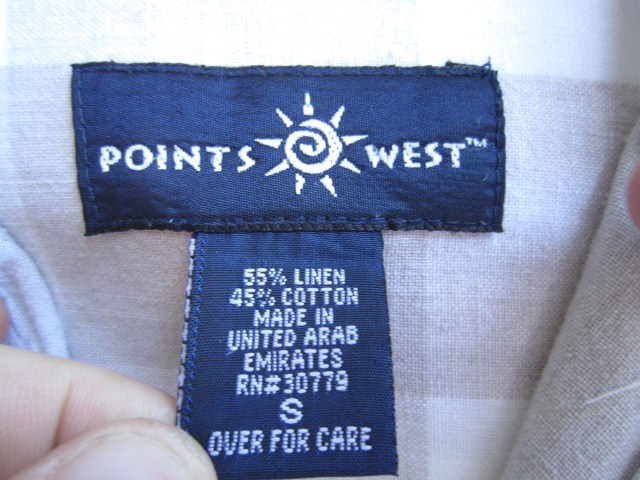 POINTS WEST™
55% LINEN
45% COTTON
MADE IN
UNITED ARAB
EMIRATES
RN#30779
S
OVER FOR CARE